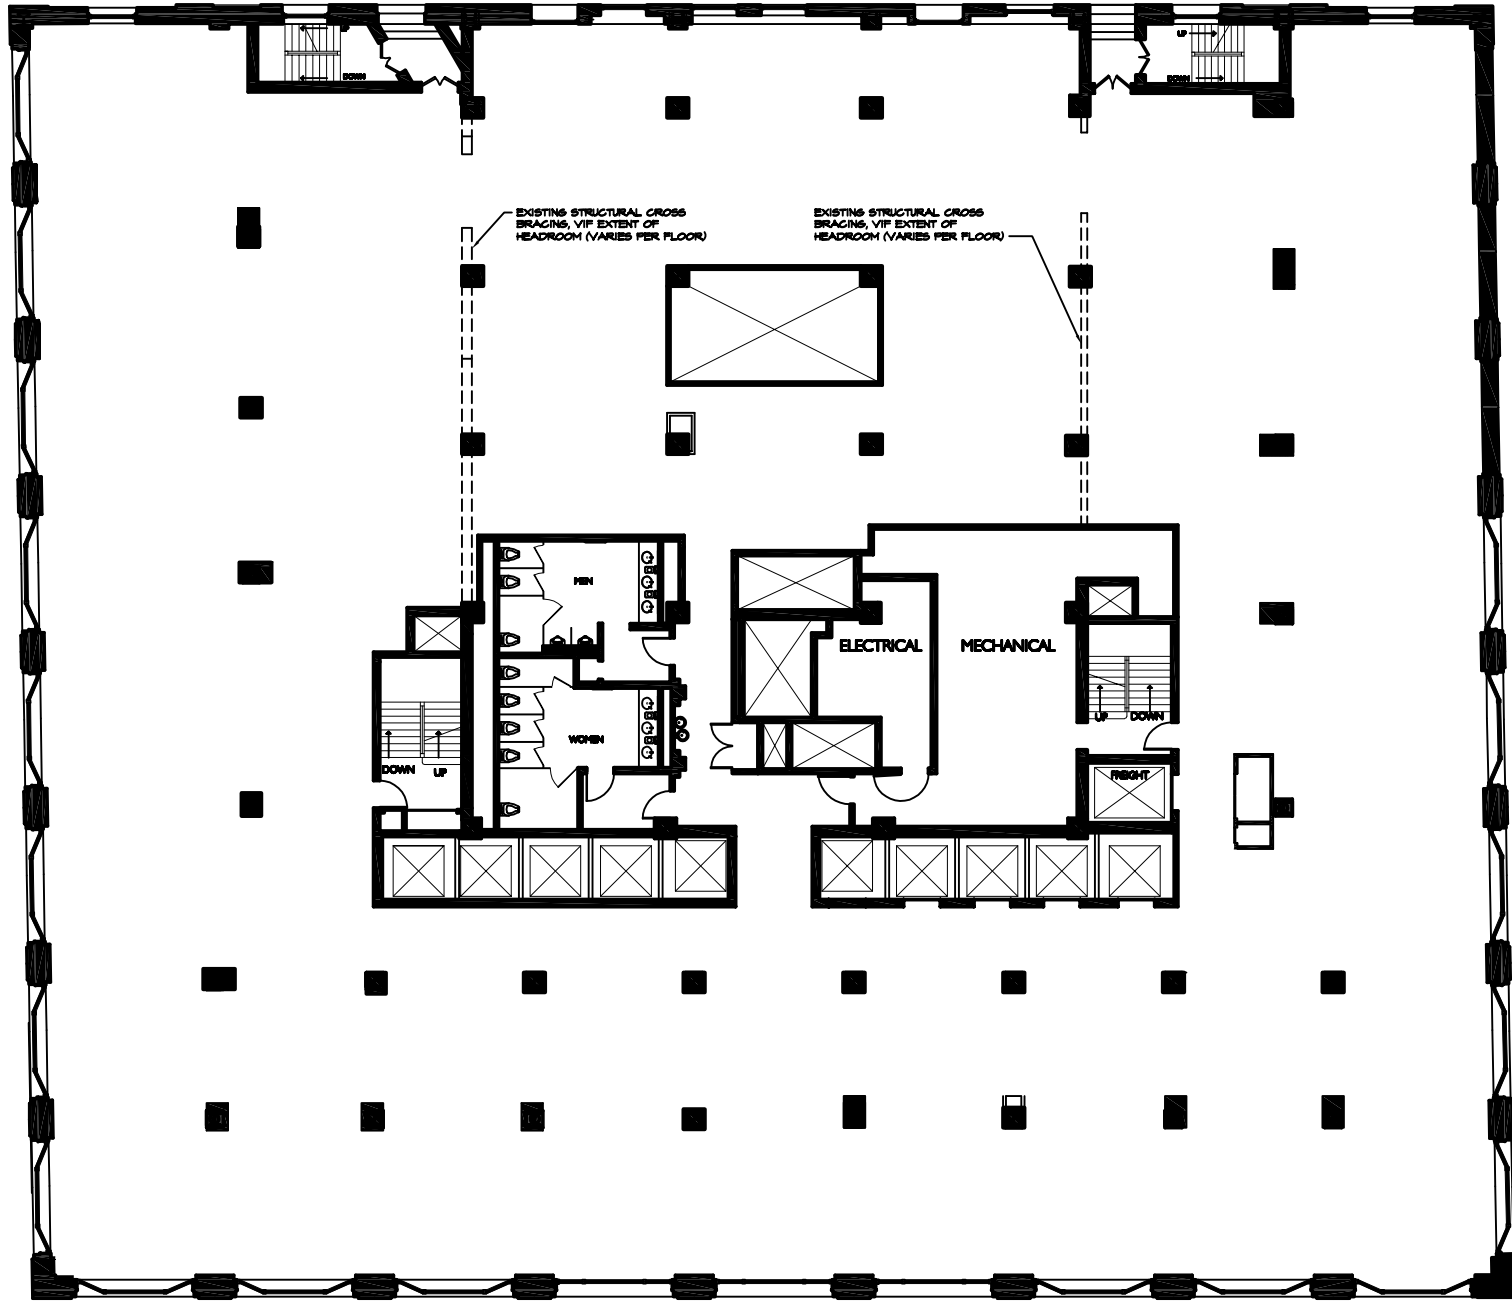 UP
DOWN
DOWN
EXISTING STRUCTURAL CROSS
BRACING, VIF EXTENT OF
HEADROOM (VARIES PER FLOOR)
EXISTING STRUCTURAL CROSS
BRACING, VIF EXTENT OF
HEADROOM (VARIES PER FLOOR)
MEN
ELECTRICAL
MECHANICAL
WOMEN
UP
DOWN
DOWN
UP
FREIGHT